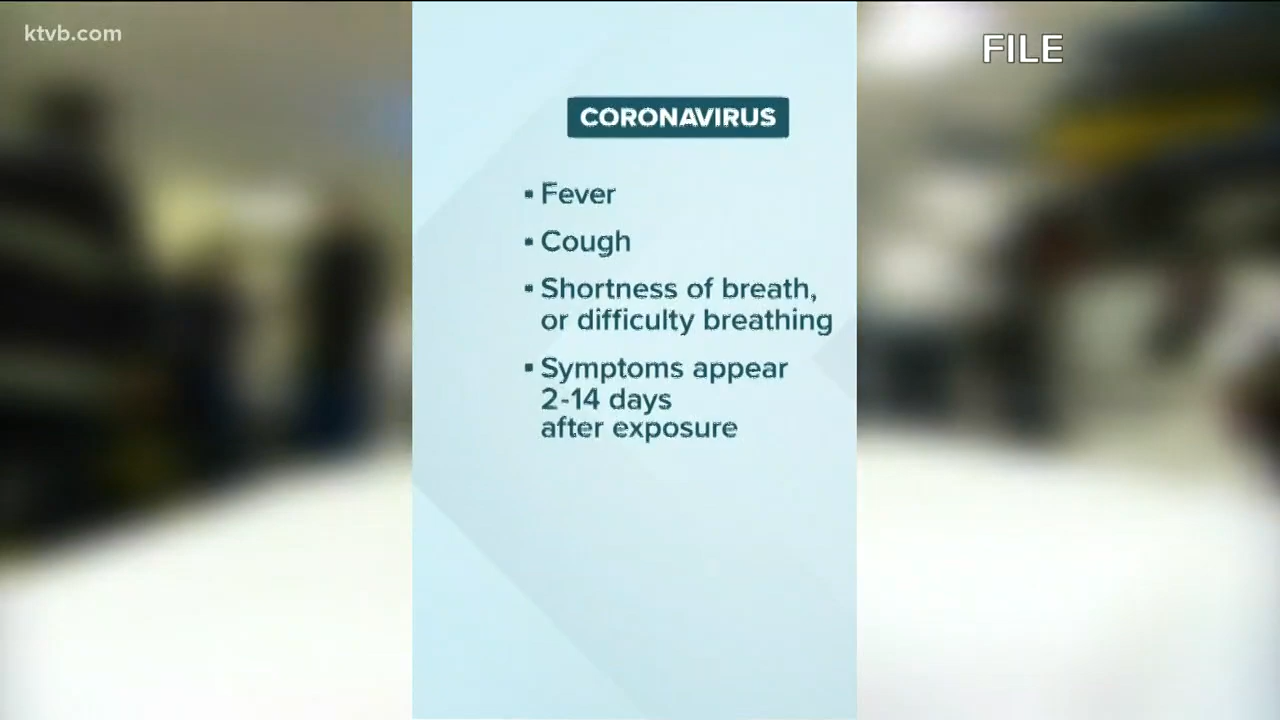 ktvb.com
FILE
CORONAVIRUS
▪ Fever
▪ Cough
▪ Shortness of breath,
or difficulty breathing
▪ Symptoms appear
2-14 days
after exposure